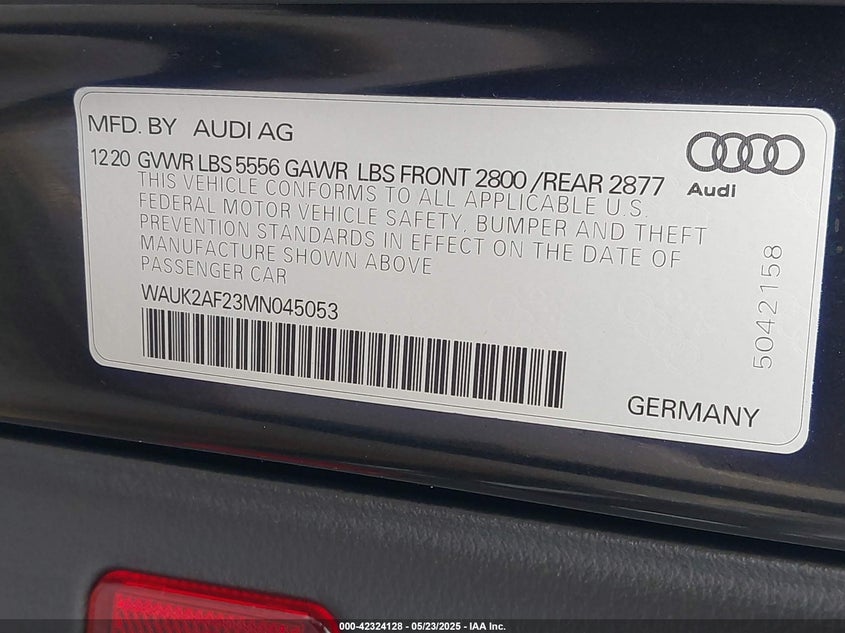 MFD. BY AUDI AG
12 20 GVWR LBS 5556 GAWR LBS FRONT 2800 /REAR 2877
THIS VEHICLE CONFORMS TO ALL APPLICABLE U.S.
FEDERAL MOTOR VEHICLE SAFETY, BUMPER AND THEFT
PREVENTION STANDARDS IN EFFECT ON THE DATE OF
MANUFACTURE SHOWN ABOVE
PASSENGER CAR
WAUK2AF23MN045053
Audi
5042158
GERMANY
000-42324128 - 05/23/2025 - IAA Inc.